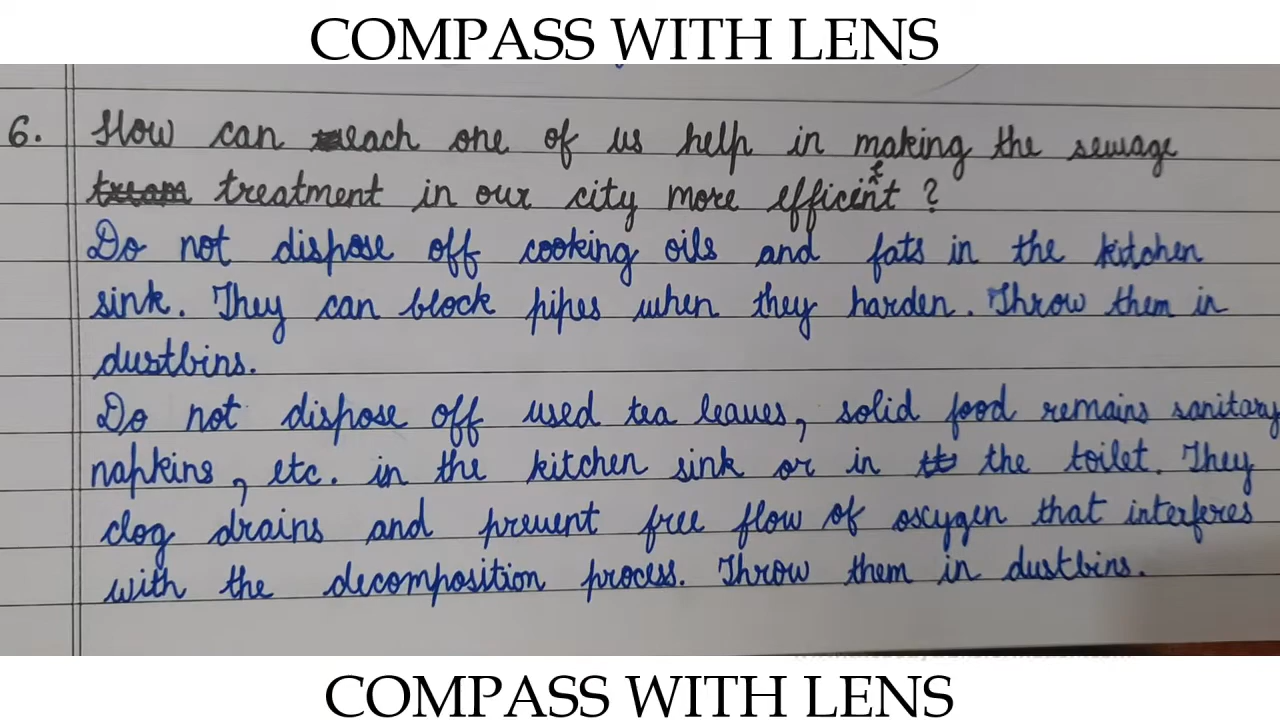 COMPASS WITH LENS
6. How can each one of us help in making the sewage
treatment in our city more efficient ?
Do not dispose off cooking oils and fats in the kitchen
sink. They can block pipes when they harden. Throw them in
dustbins.
Do not dispose off used tea leaves, solid food remains sanitary
napkins, etc. in the kitchen sink or in the toilet. They
clog drains and prevent free flow of oxygen that interferes
with the decomposition process. Throw them in dustbins.
COMPASS WITH LENS